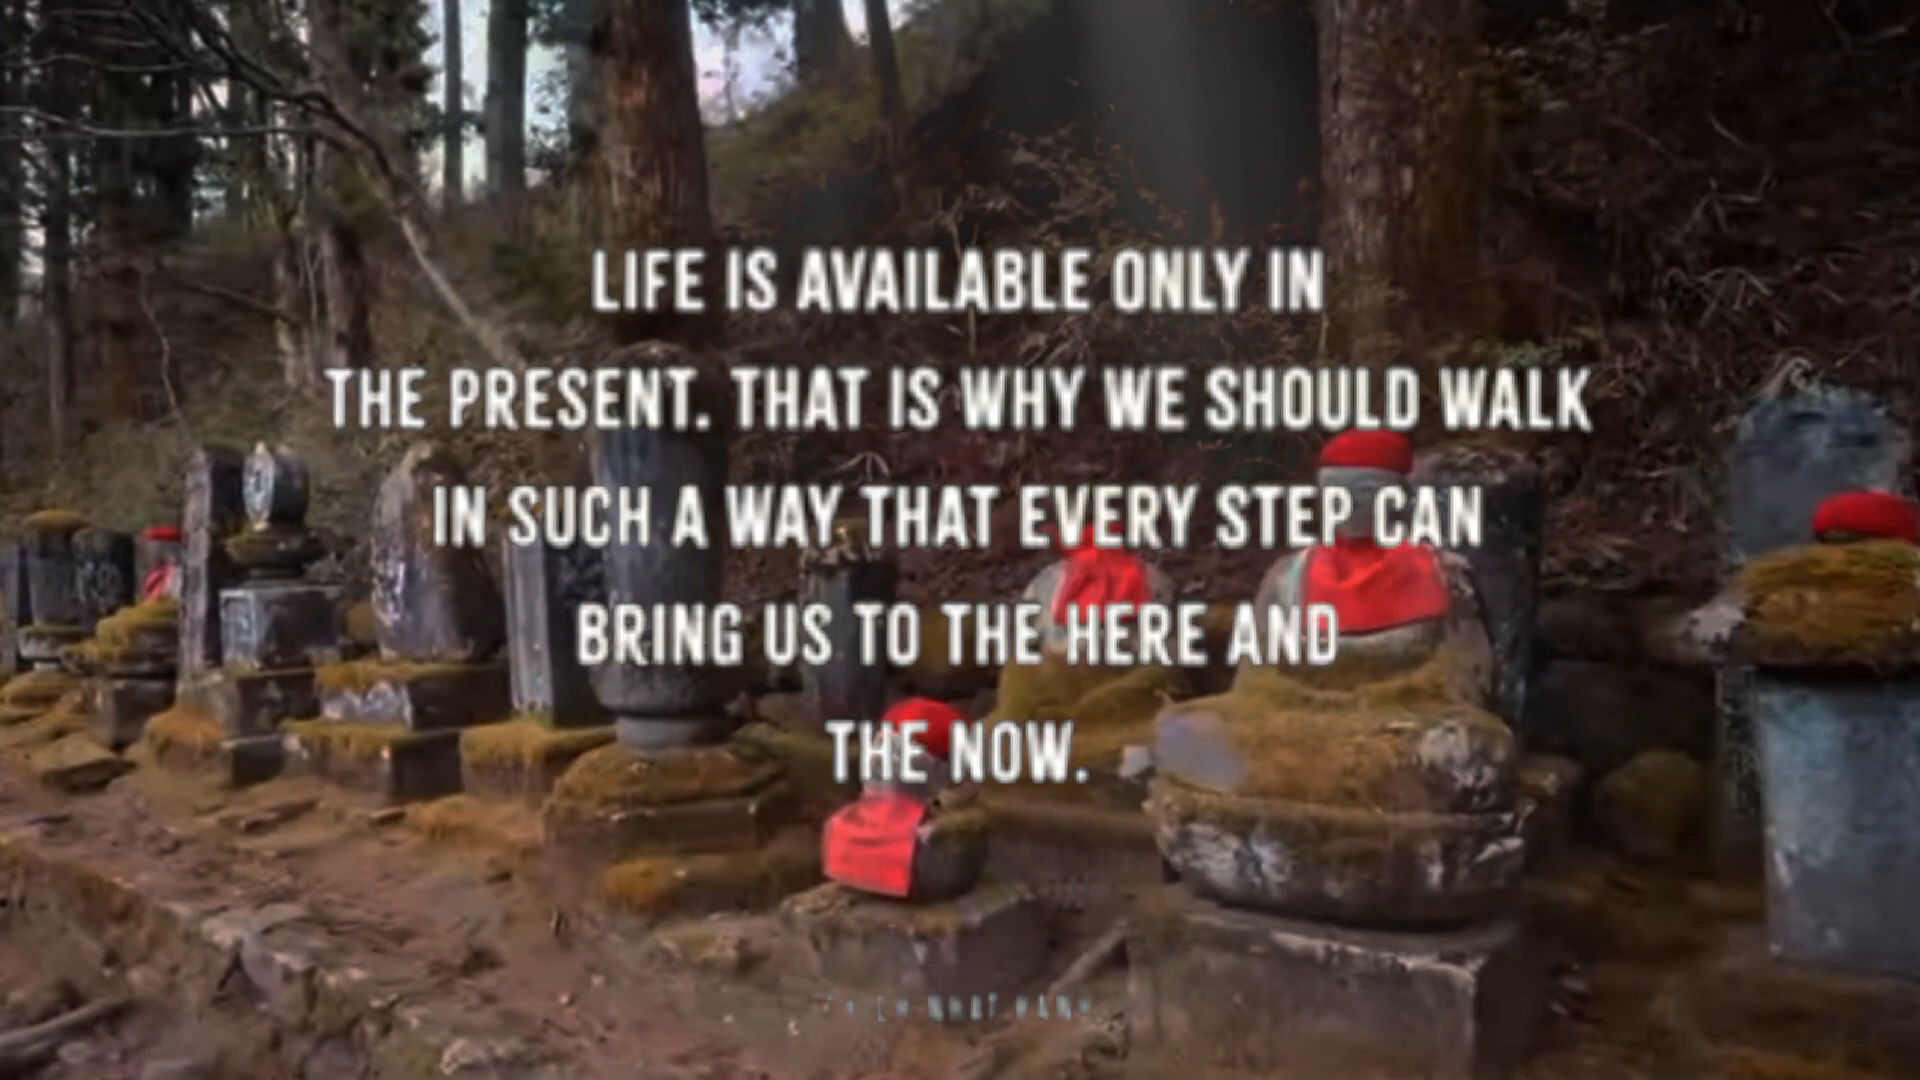 LIFE IS AVAILABLE ONLY IN
THE PRESENT. THAT IS WHY WE SHOULD WALK
IN SUCH A WAY THAT EVERY STEP CAN
BRING US TO THE HERE AND
THE NOW.